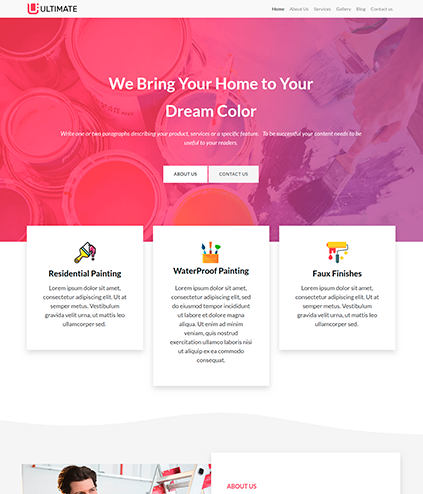 ULTIMATE
Home About Us Services Gallery Blog Contact us
We Bring Your Home to Your
Dream Color
Write one or two paragraphs describing your product, services or a specific feature. To be successful your content needs to be
useful to your readers.
ABOUT US CONTACT US
Residential Painting
Lorem ipsum dolor sit amet,
consectetur adipiscing elit. Ut at
semper metus. Vestibulum
gravida velit urna, ut mattis leo
ullamcorper sed.
WaterProof Painting
Lorem ipsum dolor sit amet,
consectetur adipiscing elit, sed
do eiusmod tempor incididunt
ut labore et dolore magna
aliqua. Ut enim ad minim
veniam, quis nostrud
exercitation ullamco laboris nisi
ut aliquip ex ea commodo
consequat.
Faux Finishes
Lorem ipsum dolor sit amet,
consectetur adipiscing elit. Ut at
semper metus. Vestibulum
gravida velit urna, ut mattis leo
ullamcorper sed.
ABOUT US